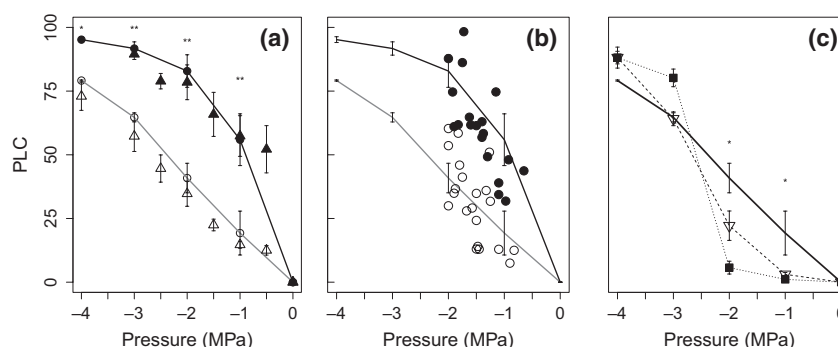 * ** ** ** (a)
(b)
(c)
* *
PLC
100
75
50
25
0
−4 −3 −2 −1 0
−4 −3 −2 −1 0
−4 −3 −2 −1 0
Pressure (MPa)
Pressure (MPa)
Pressure (MPa)